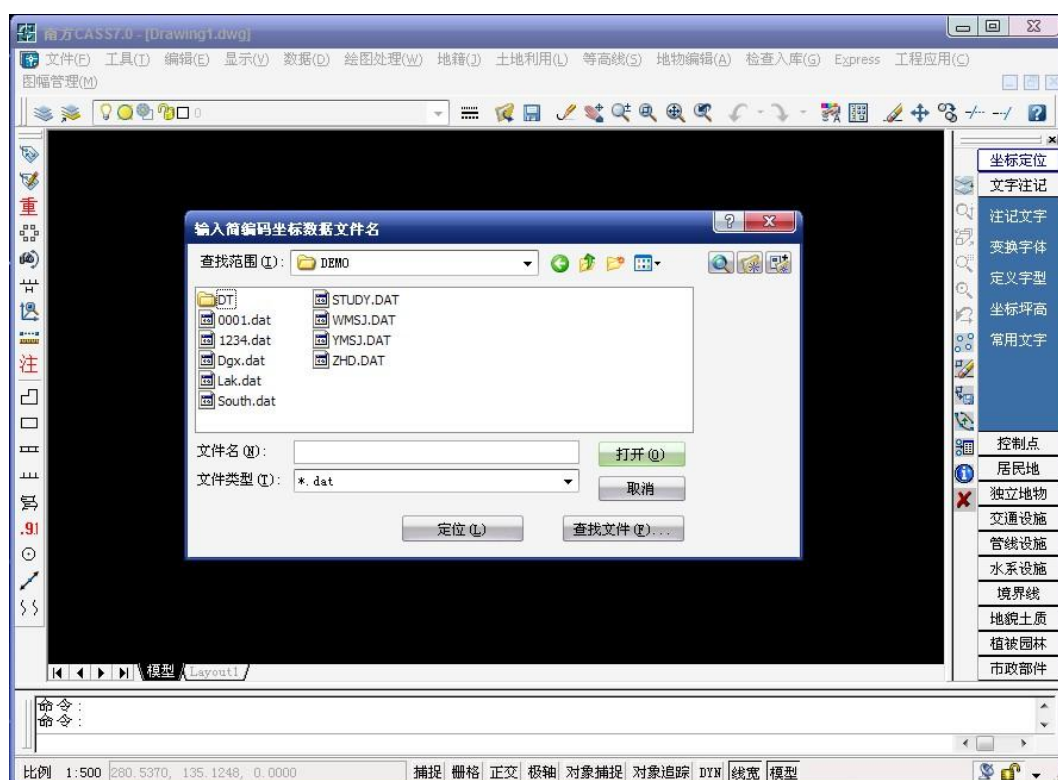 南方CASS7.0 - [Drawing1.dwg]
文件(F) 工具(T) 编辑(E) 显示(V) 数据(D) 绘图处理(W) 地籍(J) 土地利用(L) 等高线(S) 地物编辑(A) 检查入库(G) Express 工程应用(C)
图幅管理(M)
0
坐标定位
文字注记
重
注记文字
变换字体
定义字型
坐标坪高
常用文字
注
.91
输入简编码坐标数据文件名
查找范围(I): DEMO
DT STUDY.DAT
0001.dat WMSJ.DAT
1234.dat YMSJ.DAT
Dgx.dat ZHD.DAT
Lak.dat
South.dat
文件名(N): 打开(O)
文件类型(T): *.dat 取消
定位(L) 查找文件(F)...
控制点
居民地
独立地物
交通设施
管线设施
水系设施
境界线
地貌土质
植被园林
市政部件
模型 Layout1
命令:
命令:
比例 1:500 280.5370, 135.1248, 0.0000 捕捉 栅格 正交 极轴 对象捕捉 对象追踪 DYN 线宽 模型